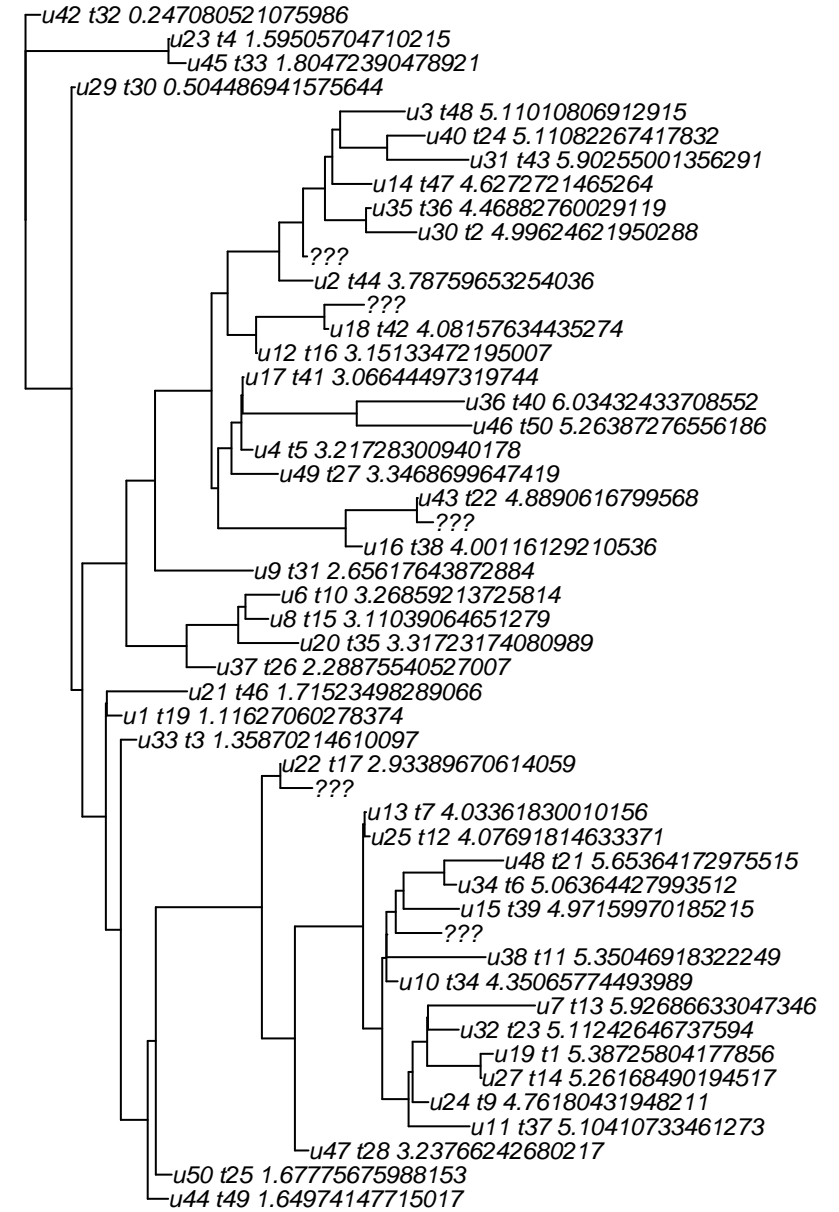 u42 t32 0.247080521075986
u23 t4 1.59505704710215
u45 t33 1.80472390478921
u29 t30 0.504486941575644
u3 t48 5.11010806912915
u40 t24 5.11082267417832
u31 t43 5.90255001356291
u14 t47 4.6272721465264
u35 t36 4.46882760029119
u30 t2 4.99624621950288
???
u2 t44 3.78759653254036
???
u18 t42 4.08157634435274
u12 t16 3.15133472195007
u17 t41 3.06644497319744
u36 t40 6.03432433708552
u46 t50 5.26387276556186
u4 t5 3.21728300940178
u49 t27 3.3468699647419
u43 t22 4.8890616799568
???
u16 t38 4.00116129210536
u9 t31 2.65617643872884
u6 t10 3.26859213725814
u8 t15 3.11039064651279
u20 t35 3.31723174080989
u37 t26 2.28875540527007
u21 t46 1.71523498289066
u1 t19 1.11627060278374
u33 t3 1.35870214610097
u22 t17 2.93389670614059
???
u13 t7 4.03361830010156
u25 t12 4.07691814633371
u48 t21 5.65364172975515
u34 t6 5.06364427993512
u15 t39 4.97159970185215
???
u38 t11 5.35046918322249
u10 t34 4.35065774493989
u7 t13 5.92686633047346
u32 t23 5.11242646737594
u19 t1 5.38725804177856
u27 t14 5.26168490194517
u24 t9 4.76180431948211
u11 t37 5.10410733461273
u47 t28 3.23766242680217
u50 t25 1.67775675988153
u44 t49 1.64974147715017